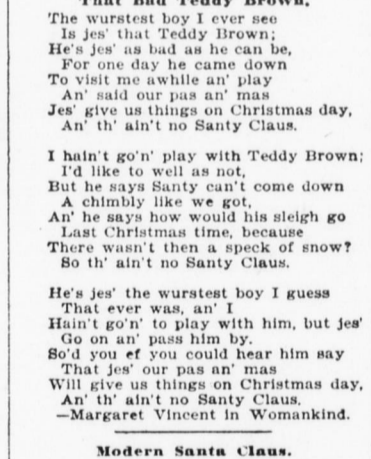 That Bad Teddy Brown.
The wurstest boy I ever see
Is jes' that Teddy Brown;
He's jes' as bad as he can be,
For one day he came down
To visit me awhile an' play
An' said our pas an' mas
Jes' give us things on Christmas day,
An' th' ain't no Santy Claus.
I hain't go'n' play with Teddy Brown;
I'd like to well as not,
But he says Santy can't come down
A chimbly like we got,
An' he says how would his sleigh go
Last Christmas time, because
There wasn't then a speck of snow?
So th' ain't no Santy Claus.
He's jes' the wurstest boy I guess
That ever was, an' I
Hain't go'n' to play with him, but jes'
Go on an' pass him by.
So'd you ef you could hear him say
That jes' our pas an' mas
Will give us things on Christmas day,
An' th' ain't no Santy Claus.
—Margaret Vincent in Womankind.
Modern Santa Claus.